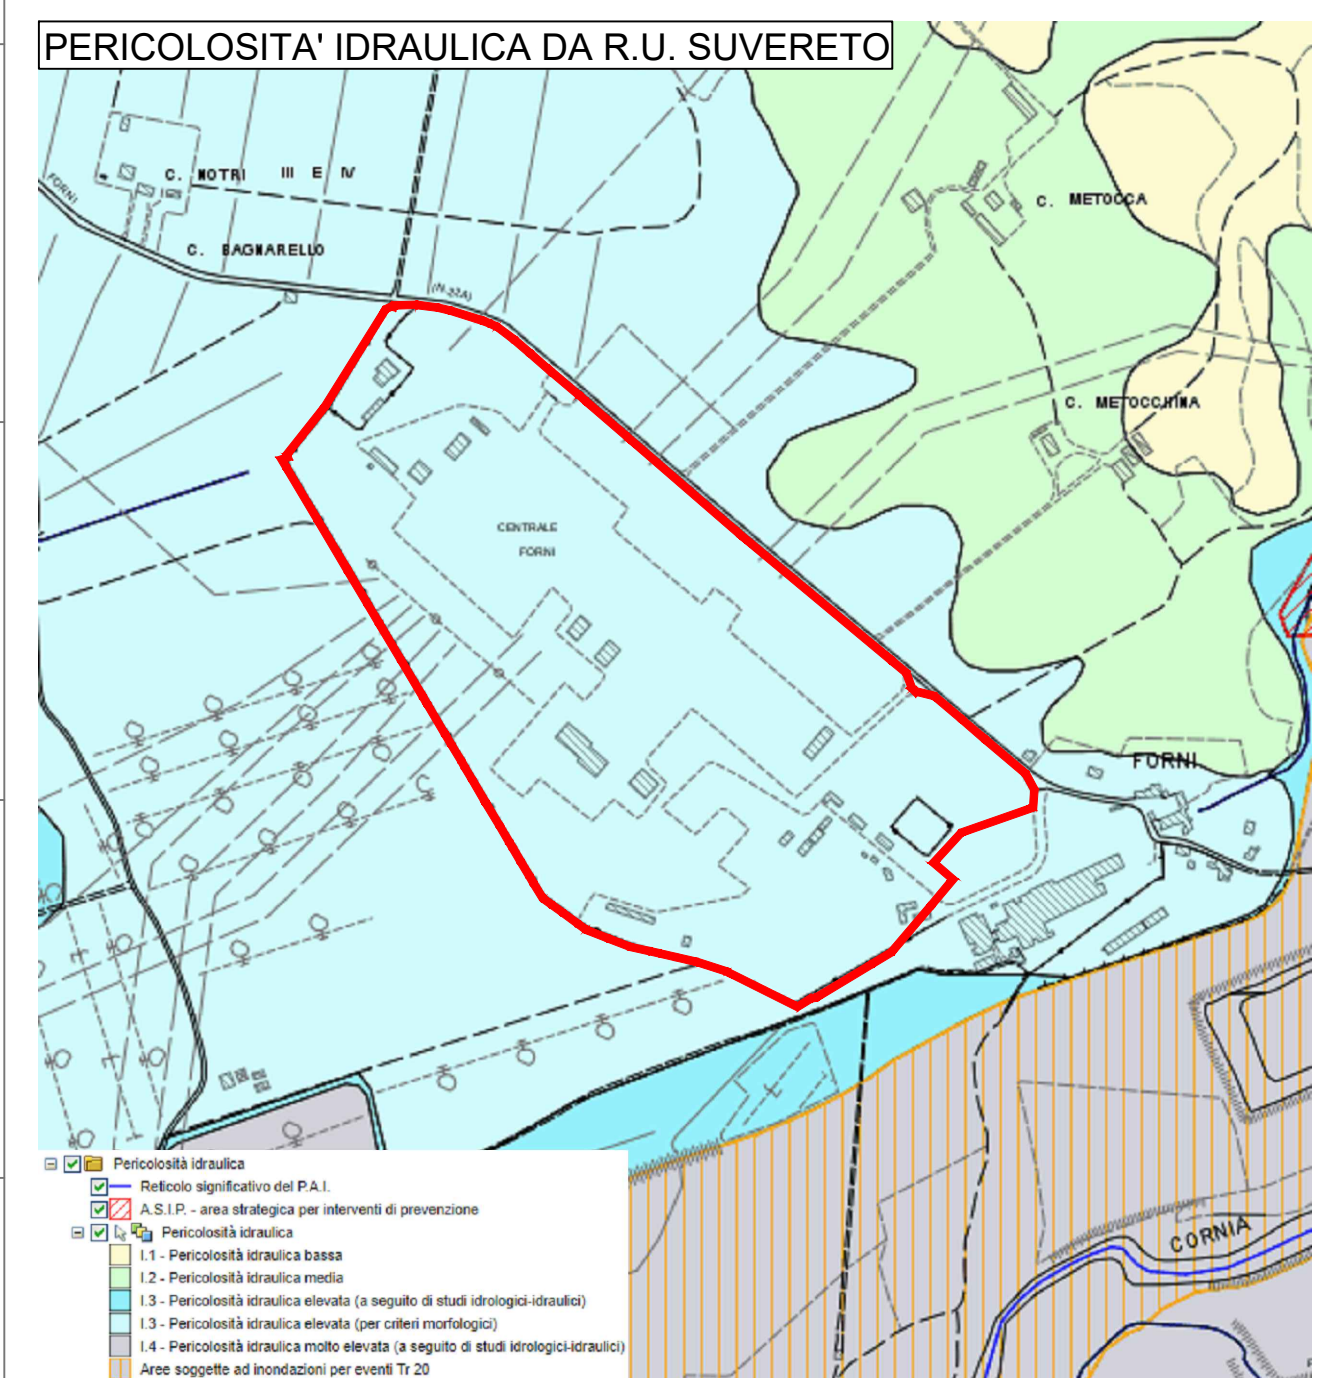 PERICOLOSITA' IDRAULICA DA R.U. SUVERETO
C. NOTRI III E IV
FORNI
C. METOCCA
C. BAGNARELLO
(N.22A)
C. METOCCHINA
CENTRALE
FORNI
FORNI
CORNIA
Pericolosità idraulica
Reticolo significativo del P.A.I.
A.S.I.P. - area strategica per interventi di prevenzione
Pericolosità idraulica
I.1 - Pericolosità idraulica bassa
I.2 - Pericolosità idraulica media
I.3 - Pericolosità idraulica elevata (a seguito di studi idrologici-idraulici)
I.3 - Pericolosità idraulica elevata (per criteri morfologici)
I.4 - Pericolosità idraulica molto elevata (a seguito di studi idrologici-idraulici)
Aree soggette ad inondazioni per eventi Tr 20